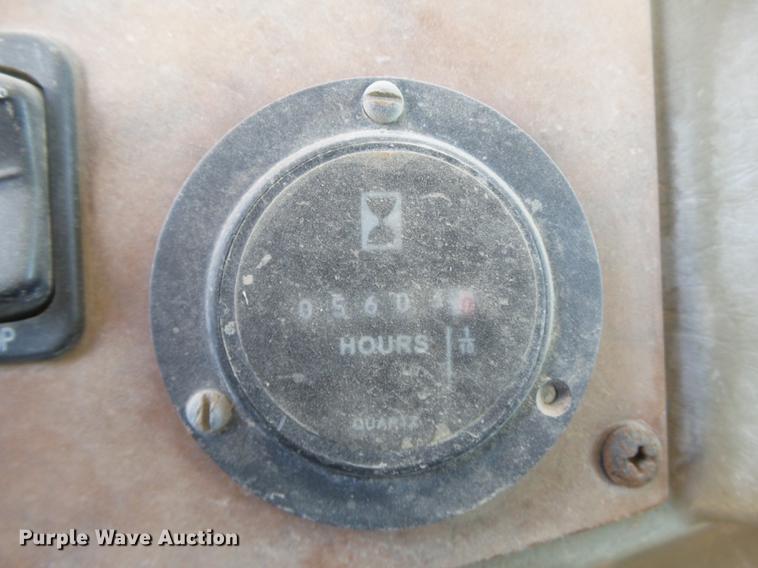 0560
HOURS 1/10
QUARTZ
P
Purple Wave Auction